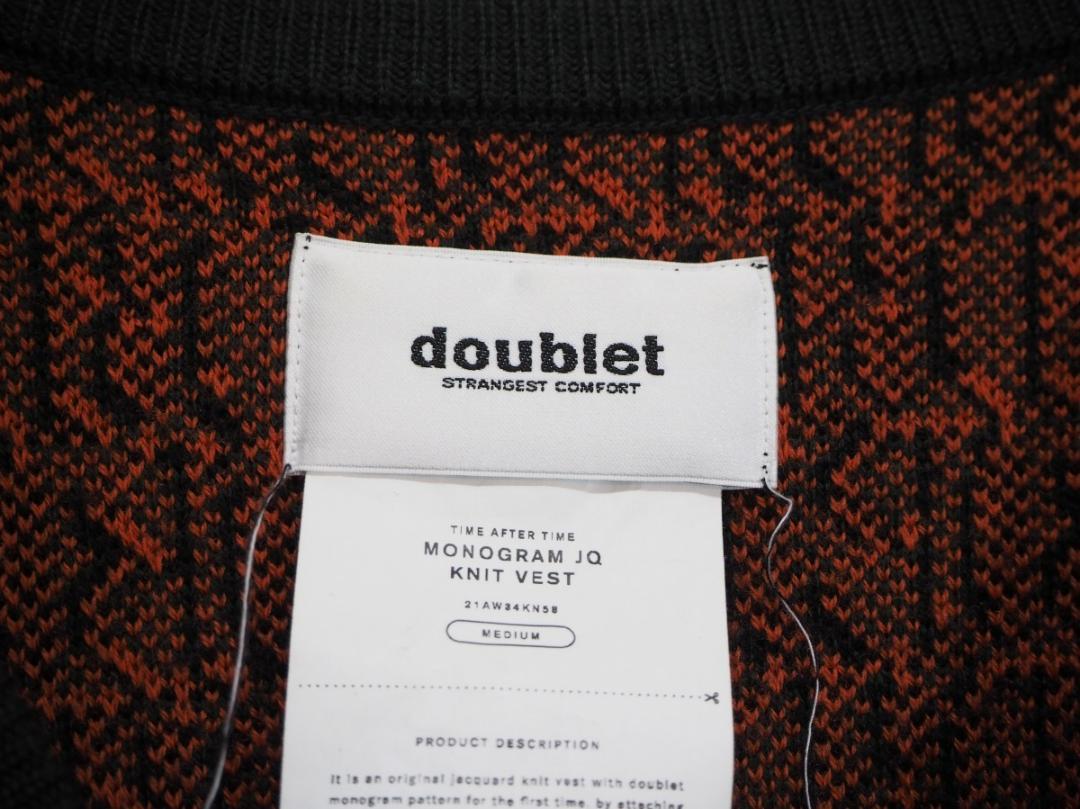 doublet
STRANGEST COMFORT
TIME AFTER TIME
MONOGRAM JQ
KNIT VEST
21AW34KN58
MEDIUM
PRODUCT DESCRIPTION
It is an original jacquard knit vest with doublet
monogram pattern for the first time, by attaching